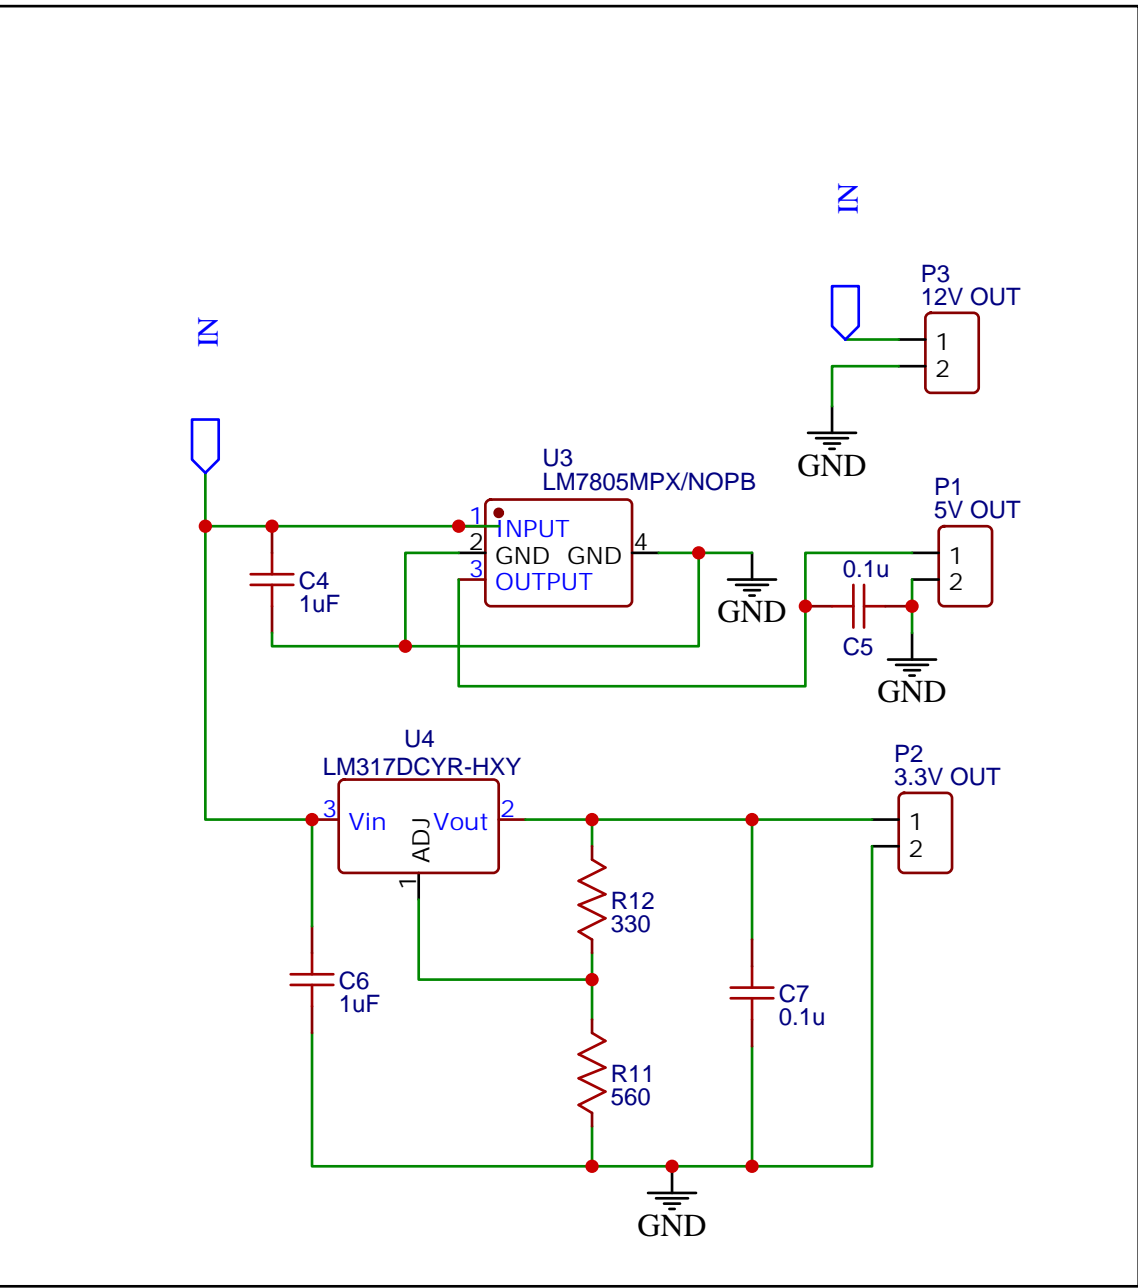 IN
P3
12V OUT
1
2
GND
IN
U3
LM7805MPX/NOPB
1
INPUT
2
GND GND
4
3
OUTPUT
GND
C4
1uF
P1
5V OUT
1
2
0.1u
C5
GND
U4
LM317DCYR-HXY
3
Vin
ADJ
Vout
2
1
P2
3.3V OUT
1
2
R12
330
C6
1uF
C7
0.1u
R11
560
GND